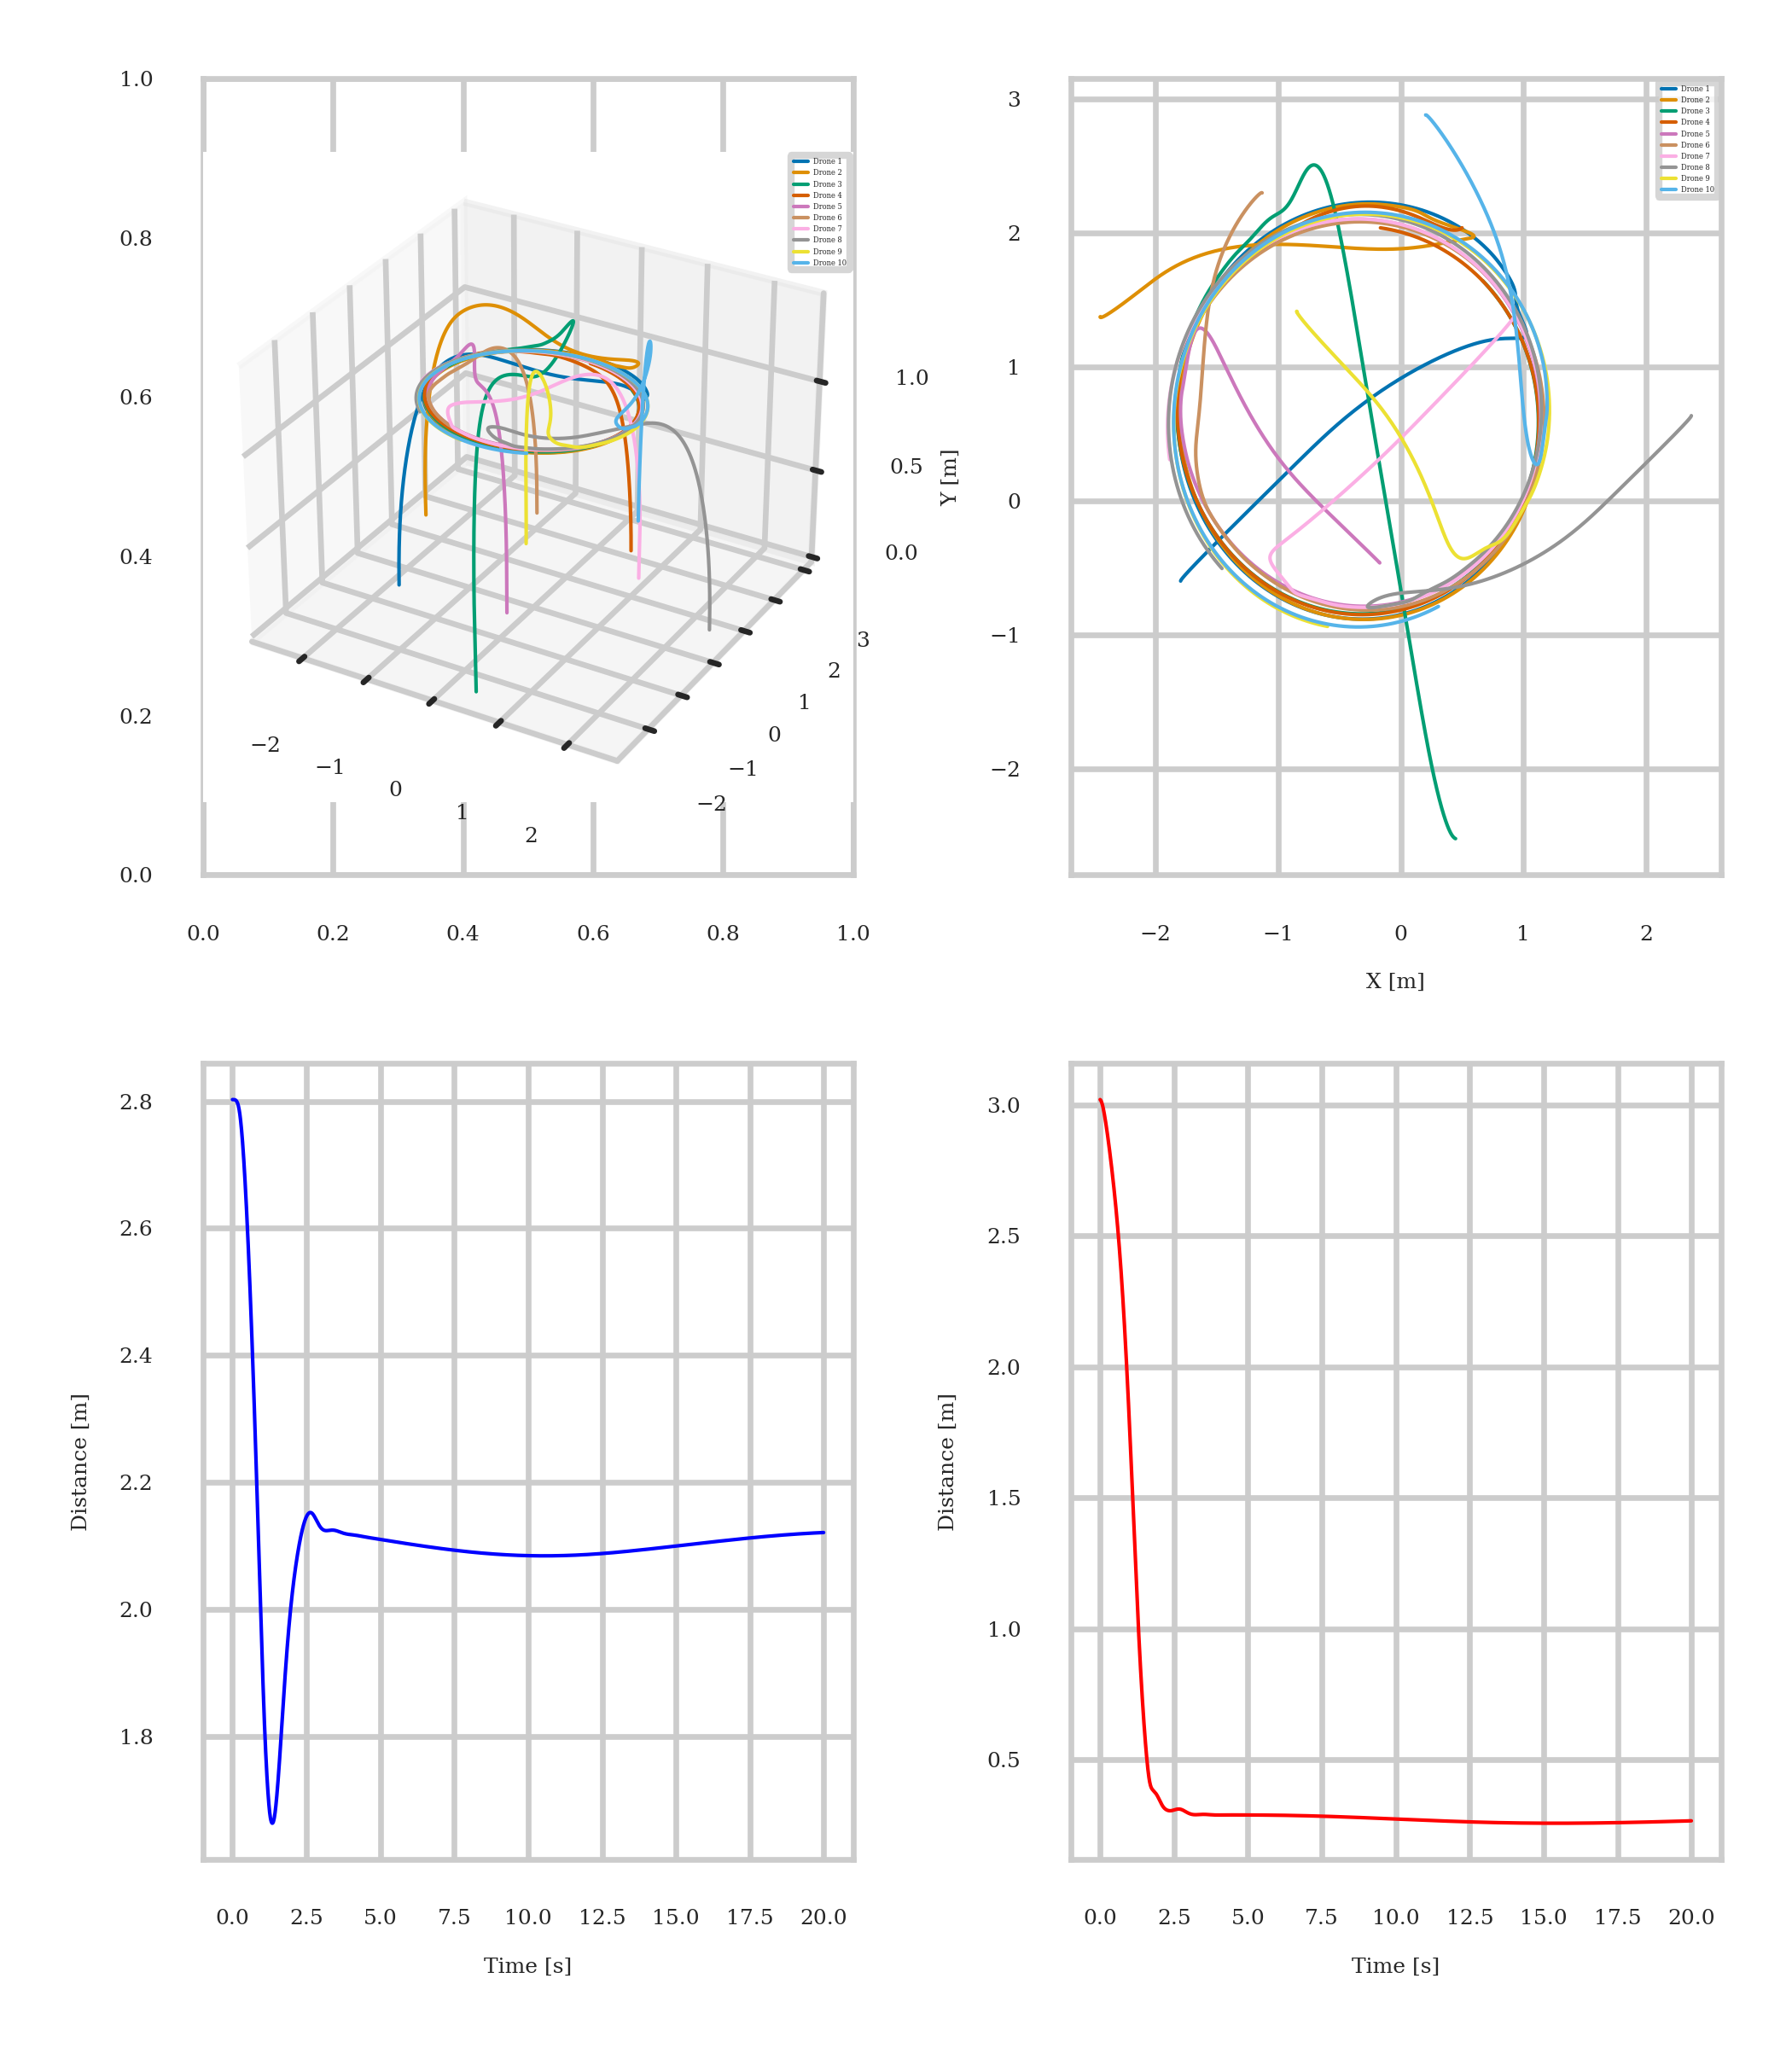 1.0
0.8
0.6
0.4
0.2
0.0
0.0 0.2 0.4 0.6 0.8 1.0
Drone 1
Drone 2
Drone 3
Drone 4
Drone 5
Drone 6
Drone 7
Drone 8
Drone 9
Drone 10
1.0
0.5
0.0
3
2
1
0
−1
−2
−2
−1
0
1
2
Y [m]
3
2
1
0
−1
−2
Drone 1
Drone 2
Drone 3
Drone 4
Drone 5
Drone 6
Drone 7
Drone 8
Drone 9
Drone 10
−2 −1 0 1 2
X [m]
Distance [m]
2.8
2.6
2.4
2.2
2.0
1.8
0.0 2.5 5.0 7.5 10.0 12.5 15.0 17.5 20.0
Time [s]
Distance [m]
3.0
2.5
2.0
1.5
1.0
0.5
0.0 2.5 5.0 7.5 10.0 12.5 15.0 17.5 20.0
Time [s]